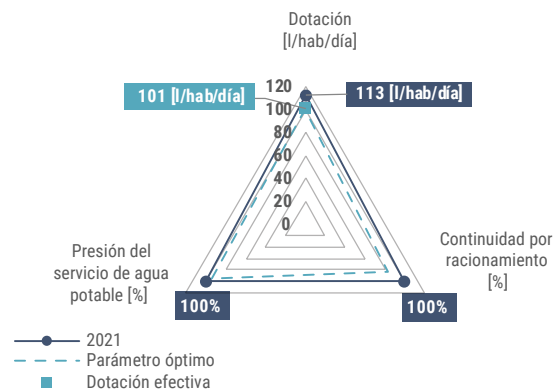 Dotación
[l/hab/día]
101 [l/hab/día]
113 [l/hab/día]
120
100
80
60
40
20
0
Presión del
servicio de agua
potable [%]
Continuidad por
racionamiento
[%]
100%
100%
2021
Parámetro óptimo
Dotación efectiva